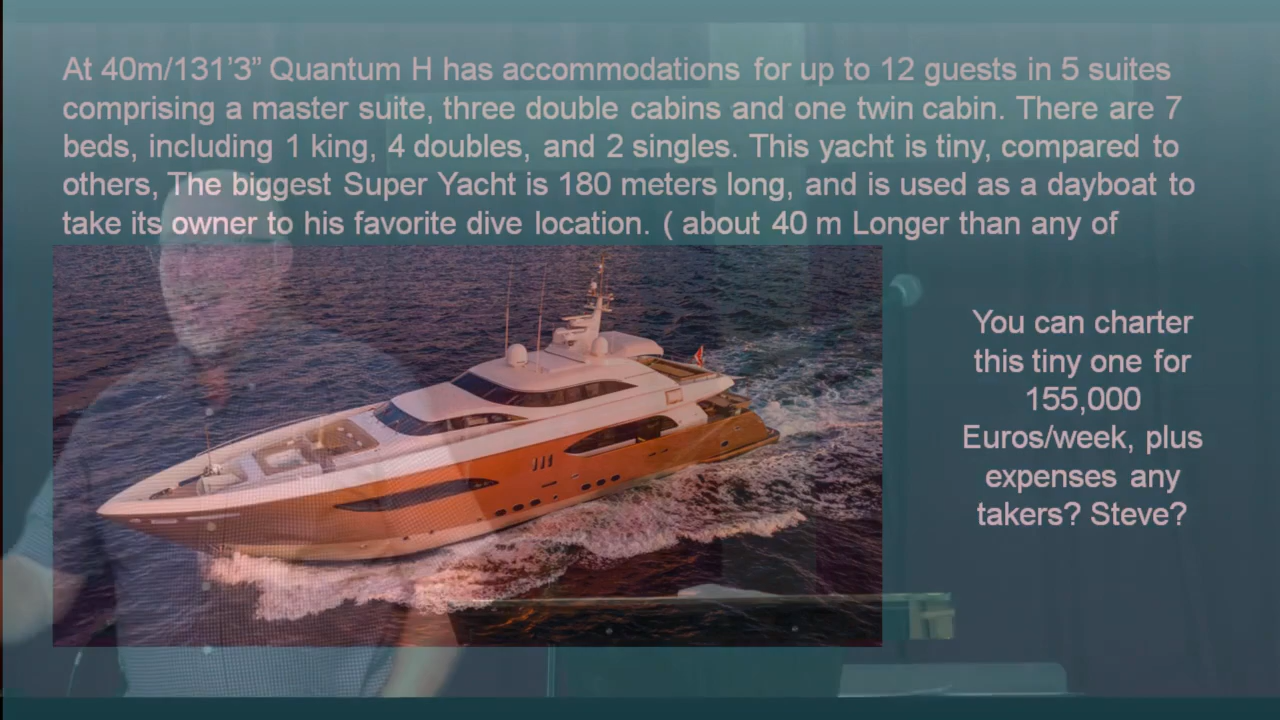 At 40m/131’3” Quantum H has accommodations for up to 12 guests in 5 suites
comprising a master suite, three double cabins and one twin cabin. There are 7
beds, including 1 king, 4 doubles, and 2 singles. This yacht is tiny, compared to
others, The biggest Super Yacht is 180 meters long, and is used as a dayboat to
take its owner to his favorite dive location. ( about 40 m Longer than any of
You can charter
this tiny one for
155,000
Euros/week, plus
expenses any
takers? Steve?